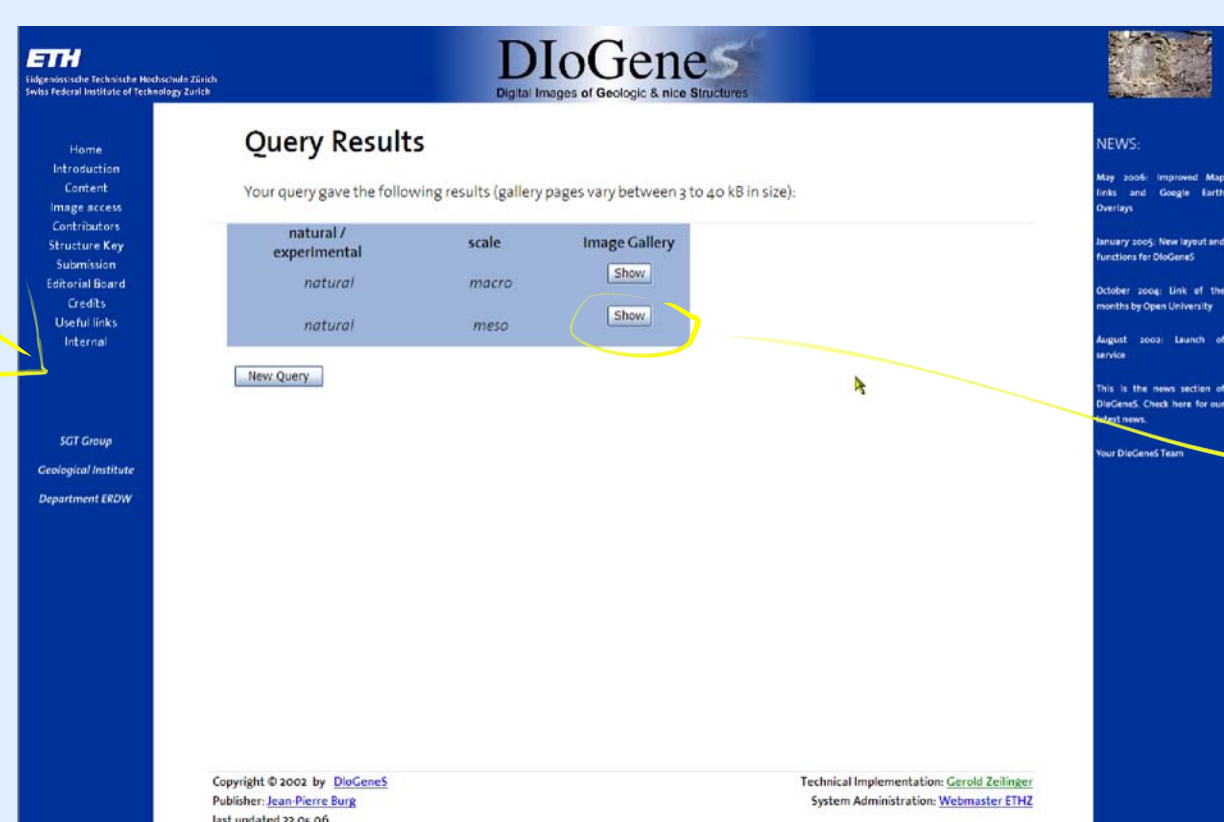 ETH
Eidgenössische Technische Hochschule Zürich
Swiss Federal Institute of Technology Zurich
DIoGeneS
Digital Images of Geologic & nice Structures
Home
Introduction
Content
Image access
Contributors
Structure Key
Submission
Editorial Board
Credits
Useful links
Internal
SGT Group
Geological Institute
Department ERDW
Query Results
Your query gave the following results (gallery pages vary between 3 to 40 kB in size):
natural /
experimental
scale
Image Gallery
natural
macro
Show
natural
meso
Show
New Query
NEWS:
May 2006: Improved Map
links and Google Earth
Overlays
January 2005: New layout and
functions for DIoGeneS
October 2004: Link of the
months by Open University
August 2002: Launch of
service
This is the news section of
DIoGeneS. Check here for our
latest news.
Your DIoGeneS Team
Copyright © 2002 by DIoGeneS
Publisher: Jean-Pierre Burg
last updated 22.05.06
Technical Implementation: Gerold Zeilinger
System Administration: Webmaster ETHZ